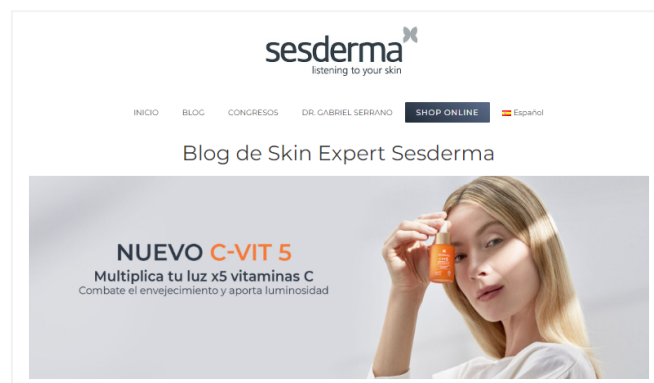 sesderma
listening to your skin
INICIO BLOG CONGRESOS DR. GABRIEL SERRANO SHOP ONLINE Español
Blog de Skin Expert Sesderma
NUEVO C-VIT 5
Multiplica tu luz x5 vitaminas C
Combate el envejecimiento y aporta luminosidad